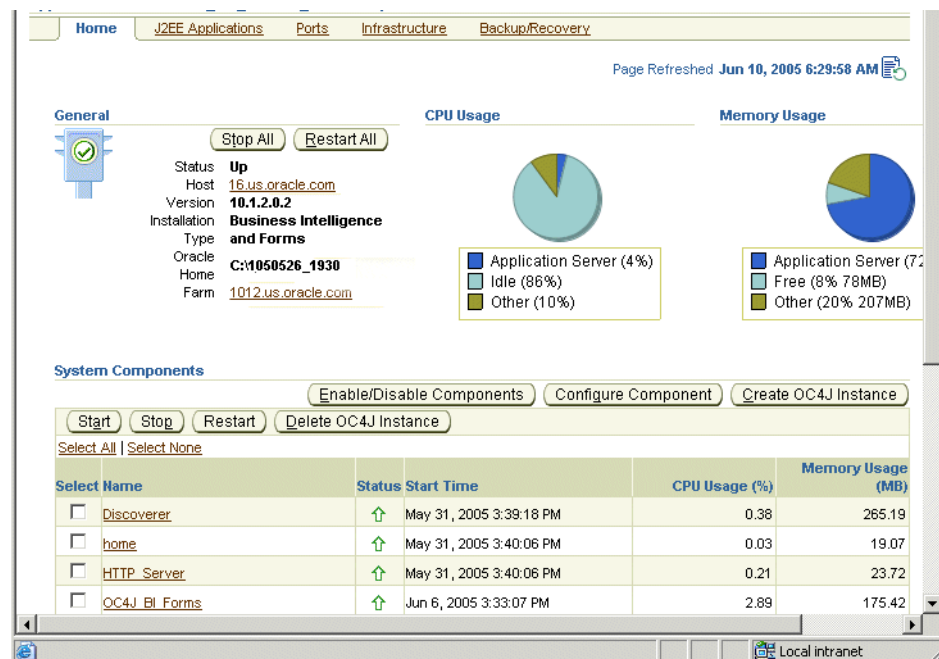 Home J2EE Applications Ports Infrastructure Backup/Recovery
Page Refreshed Jun 10, 2005 6:29:58 AM
General
Stop All Restart All
Status Up
Host 16.us.oracle.com
Version 10.1.2.0.2
Installation Type Business Intelligence and Forms
Oracle Home C:\1050526_1930
Farm 1012.us.oracle.com
CPU Usage
Application Server (4%)
Idle (86%)
Other (10%)
Memory Usage
Application Server (72
Free (8% 78MB)
Other (20% 207MB)
System Components
Enable/Disable Components Configure Component Create OC4J Instance
Start Stop Restart Delete OC4J Instance
Select All | Select None
Select Name Status Start Time CPU Usage (%) Memory Usage (MB)
Discoverer May 31, 2005 3:39:18 PM 0.38 265.19
home May 31, 2005 3:40:06 PM 0.03 19.07
HTTP_Server May 31, 2005 3:40:06 PM 0.21 23.72
OC4J_BI_Forms Jun 6, 2005 3:33:07 PM 2.89 175.42
Local intranet